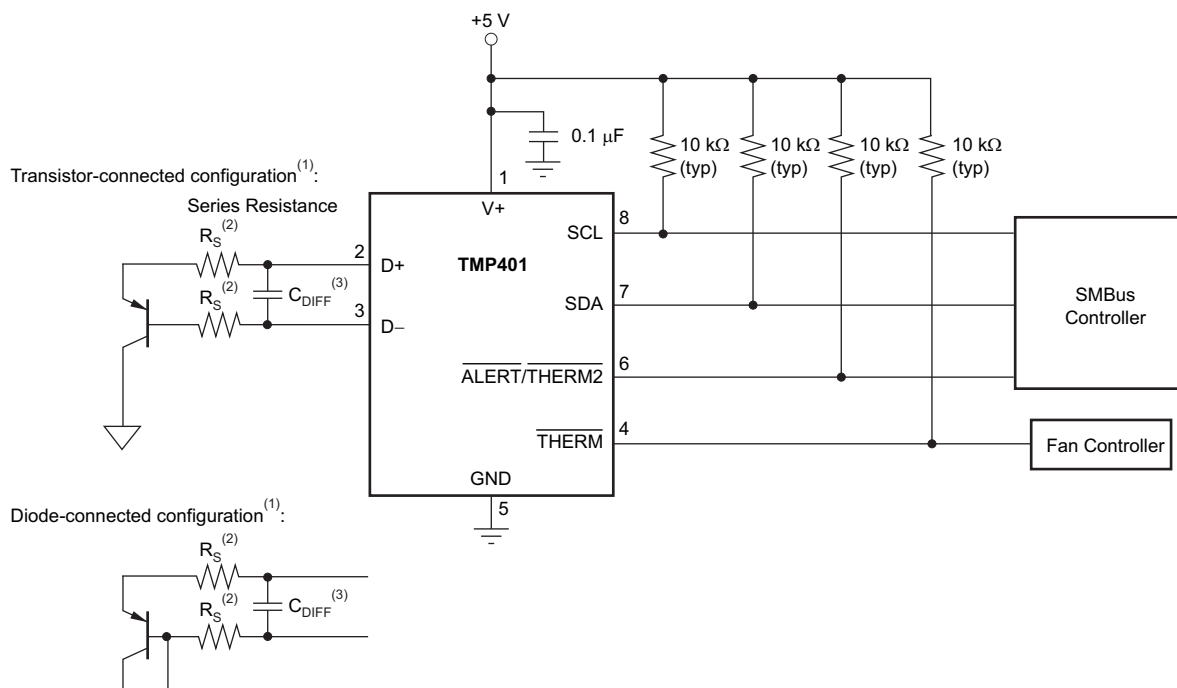 +5 V
0.1 μF
10 kΩ
(typ)
10 kΩ
(typ)
10 kΩ
(typ)
10 kΩ
(typ)
Transistor-connected configuration(1):
Series Resistance
RS(2)
RS(2)
CDIFF(3)
1
V+
2
D+
3
D−
TMP401
SCL
8
SDA
7
ALERT/THERM2
6
THERM
4
GND
5
SMBus
Controller
Fan Controller
Diode-connected configuration(1):
RS(2)
RS(2)
CDIFF(3)